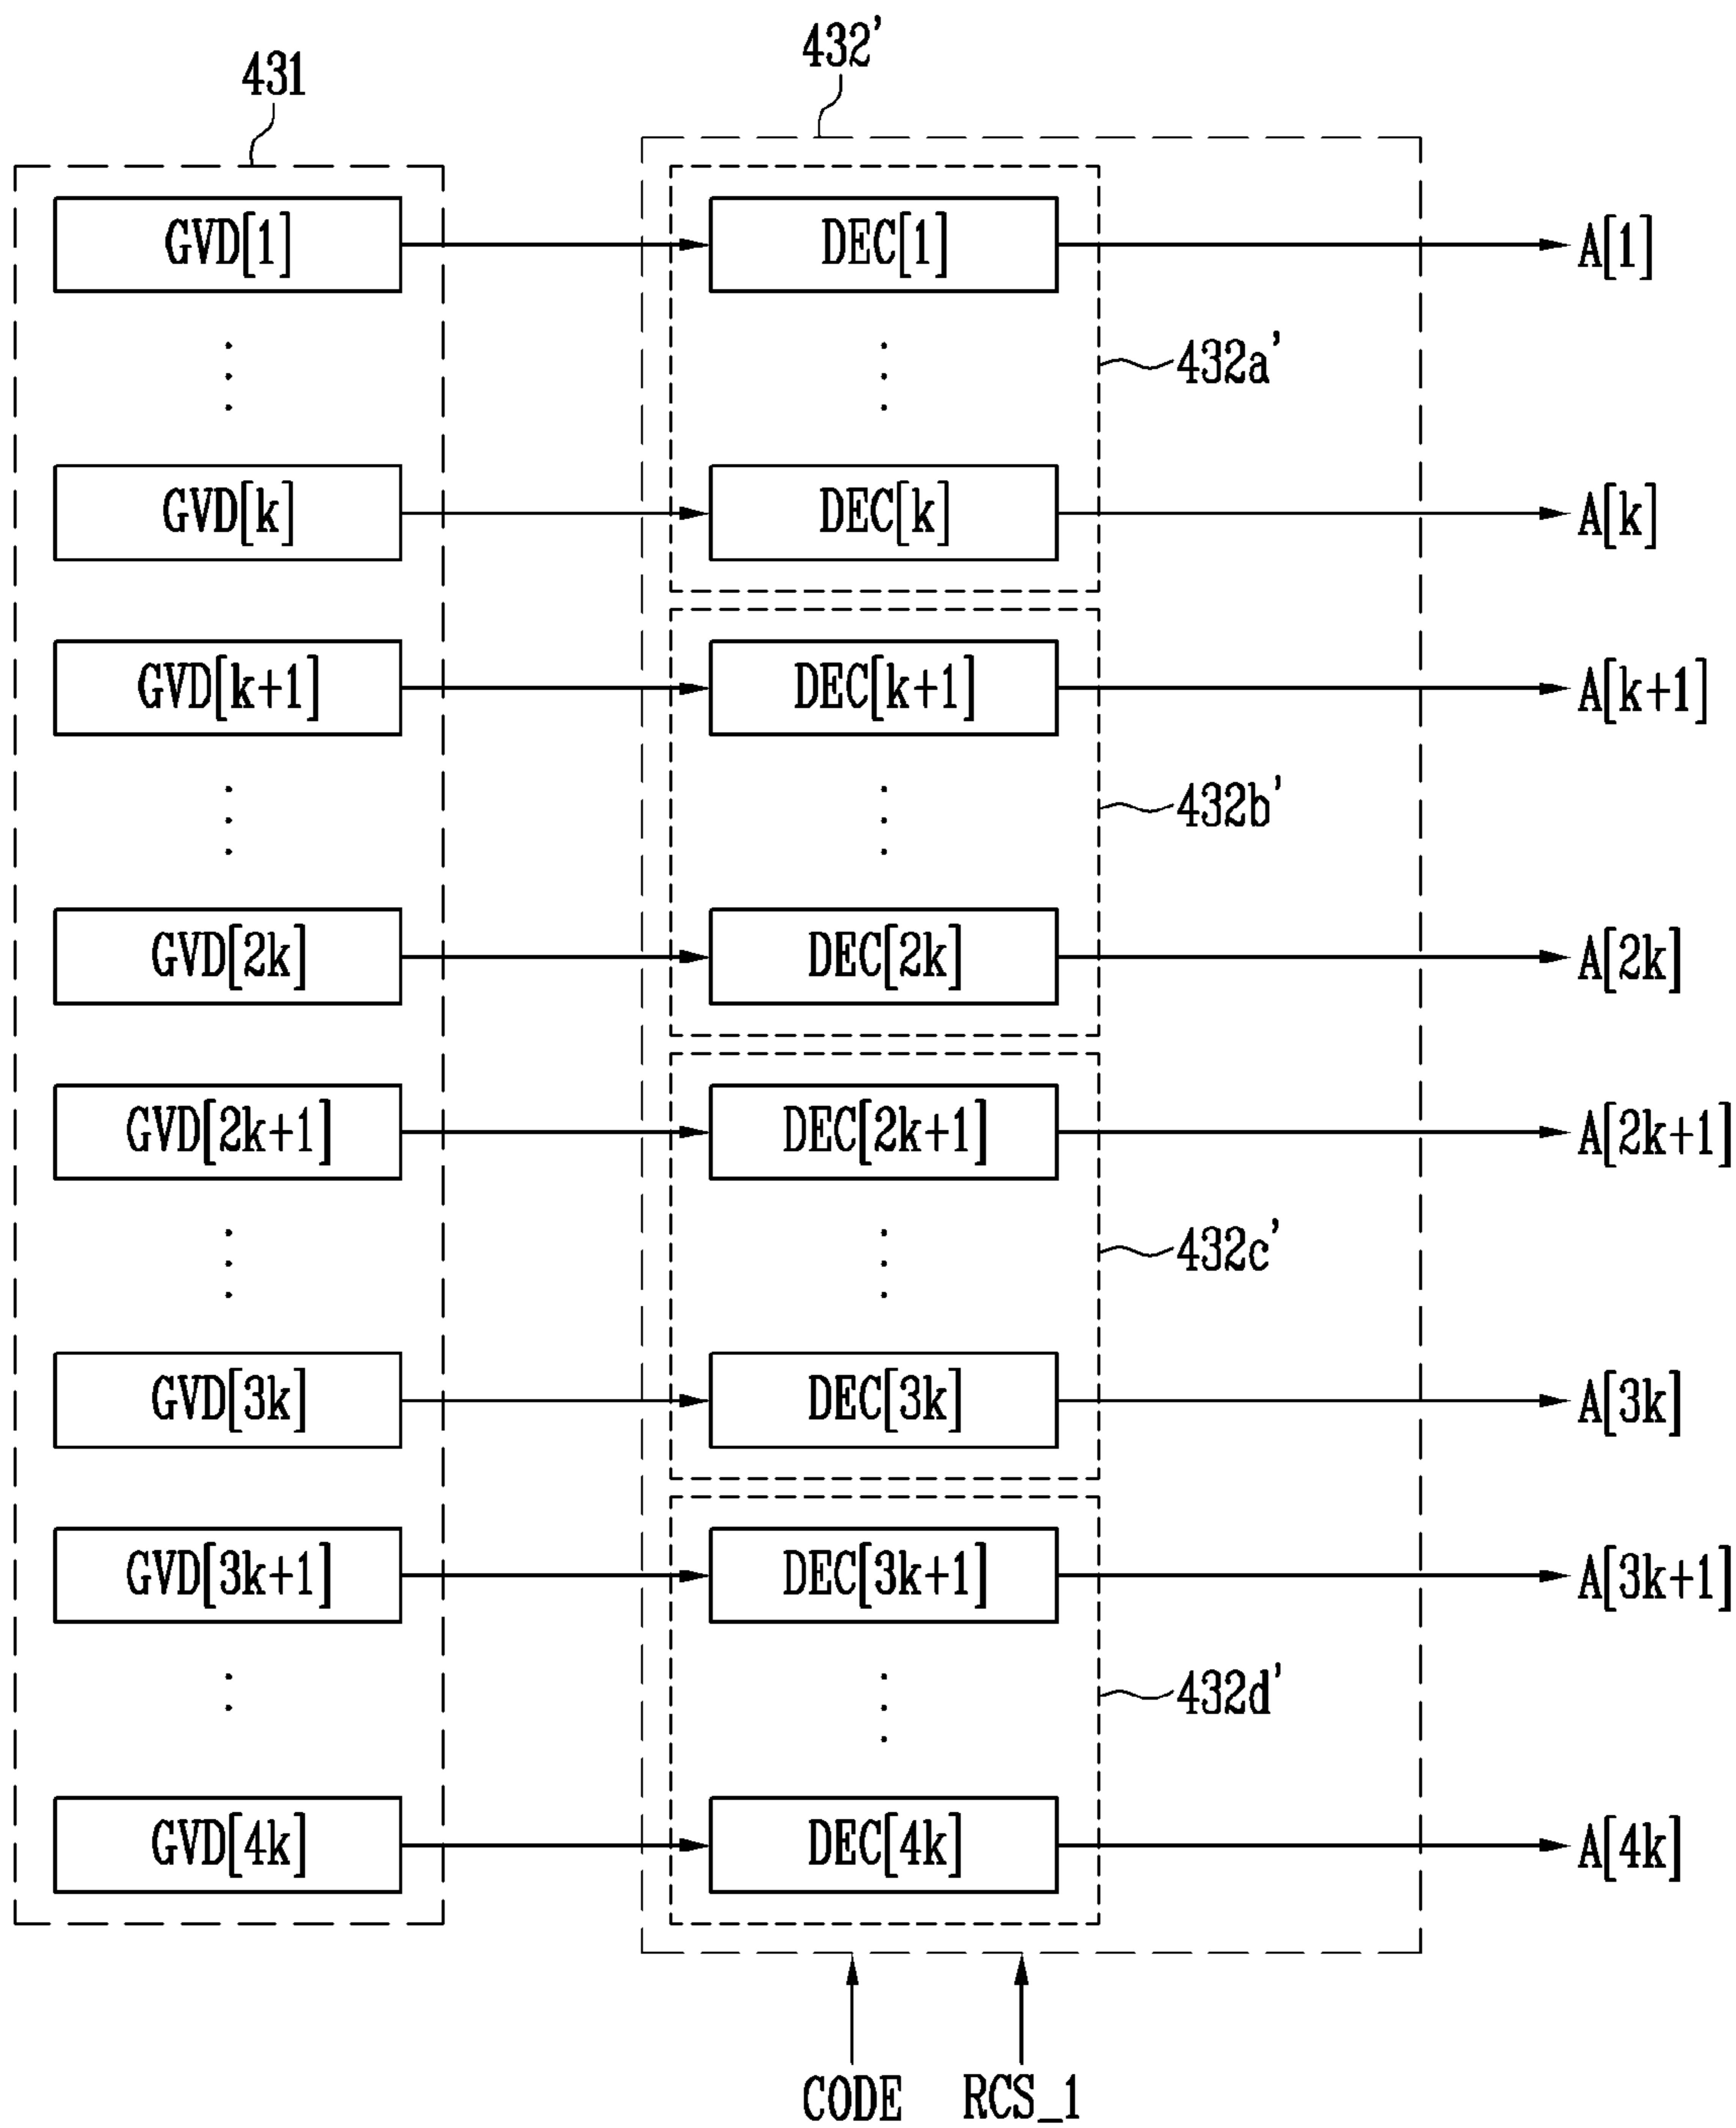 431
432'
GVD[1]
DEC[1]
A[1]
432a'
GVD[k]
DEC[k]
A[k]
GVD[k+1]
DEC[k+1]
A[k+1]
432b'
GVD[2k]
DEC[2k]
A[2k]
GVD[2k+1]
DEC[2k+1]
A[2k+1]
432c'
GVD[3k]
DEC[3k]
A[3k]
GVD[3k+1]
DEC[3k+1]
A[3k+1]
432d'
GVD[4k]
DEC[4k]
A[4k]
CODE
RCS_1